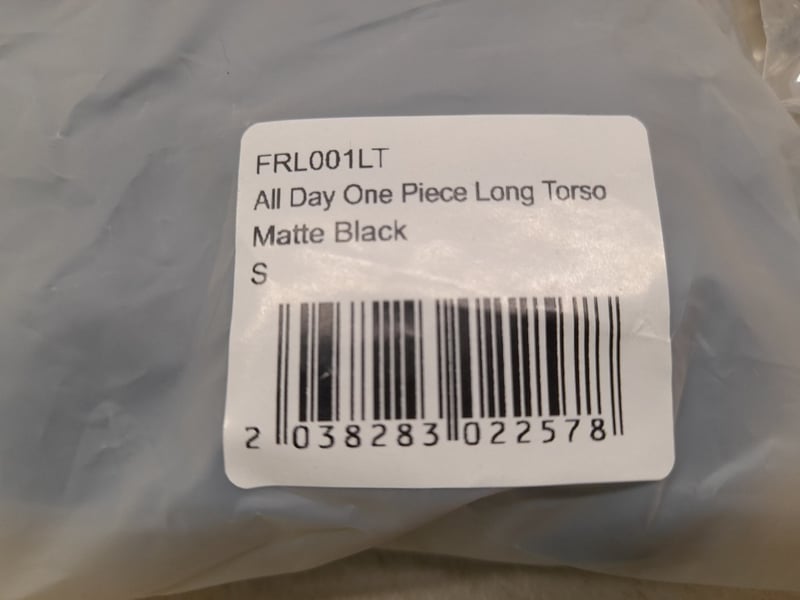 FRL001LT
All Day One Piece Long Torso
Matte Black
S
2 038283 022578